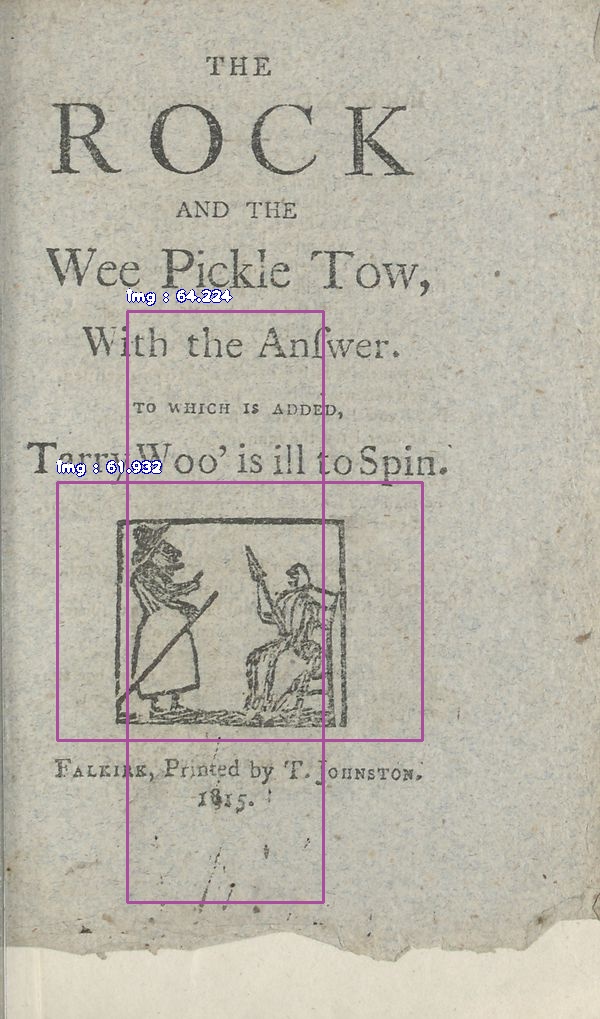 THE
ROCK
AND THE
Wee Pickle Tow,
img : 64.224
With the Anſwer.
TO WHICH IS ADDED,
Tarry Woo' is ill to Spin.
img : 61.932
FALKIRK, Printed by T. JOHNSTON.
1815.